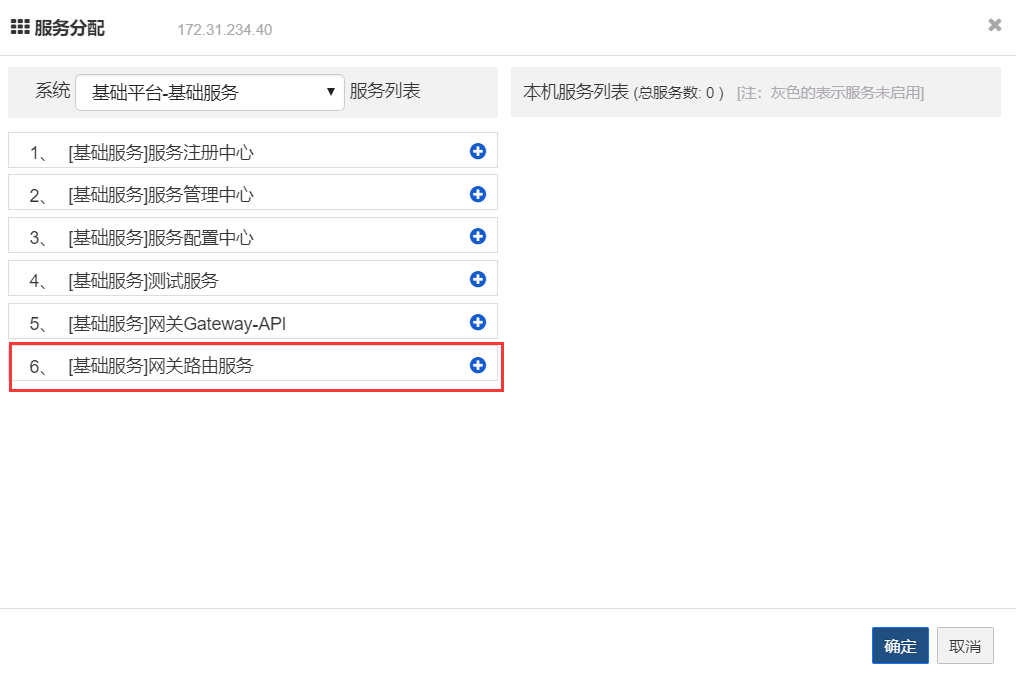 服务分配 172.31.234.40
系统 基础平台-基础服务 服务列表
本机服务列表 (总服务数: 0 ) [注：灰色的表示服务未启用]
1、 [基础服务]服务注册中心
2、 [基础服务]服务管理中心
3、 [基础服务]服务配置中心
4、 [基础服务]测试服务
5、 [基础服务]网关Gateway-API
6、 [基础服务]网关路由服务
确定 取消